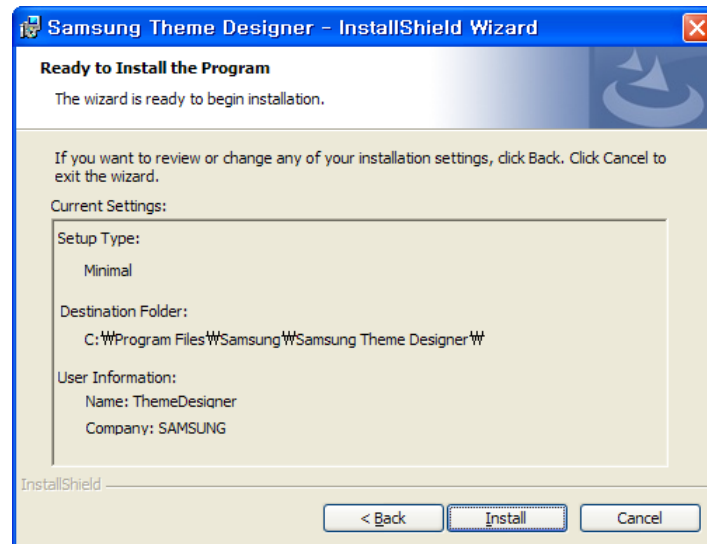 Samsung Theme Designer - InstallShield Wizard
Ready to Install the Program
The wizard is ready to begin installation.
If you want to review or change any of your installation settings, click Back. Click Cancel to
exit the wizard.
Current Settings:
Setup Type:
Minimal
Destination Folder:
C:₩Program Files₩Samsung₩Samsung Theme Designer₩
User Information:
Name: ThemeDesigner
Company: SAMSUNG
InstallShield
< Back
Install
Cancel